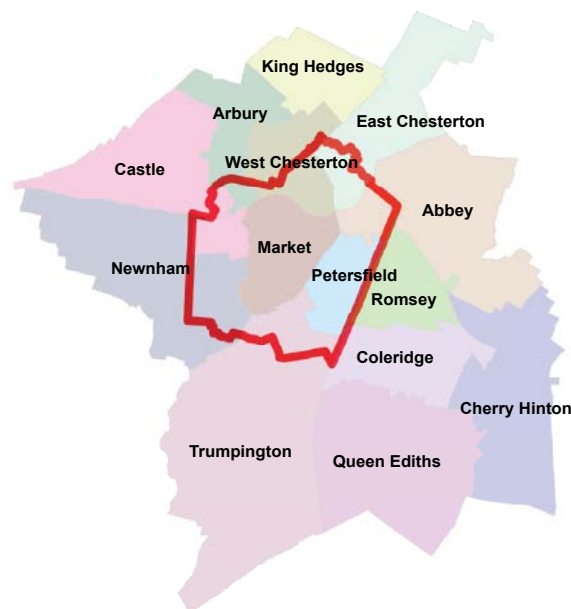 King Hedges
Arbury
East Chesterton
West Chesterton
Castle
Abbey
Market
Newnham
Petersfield
Romsey
Coleridge
Cherry Hinton
Trumpington
Queen Ediths